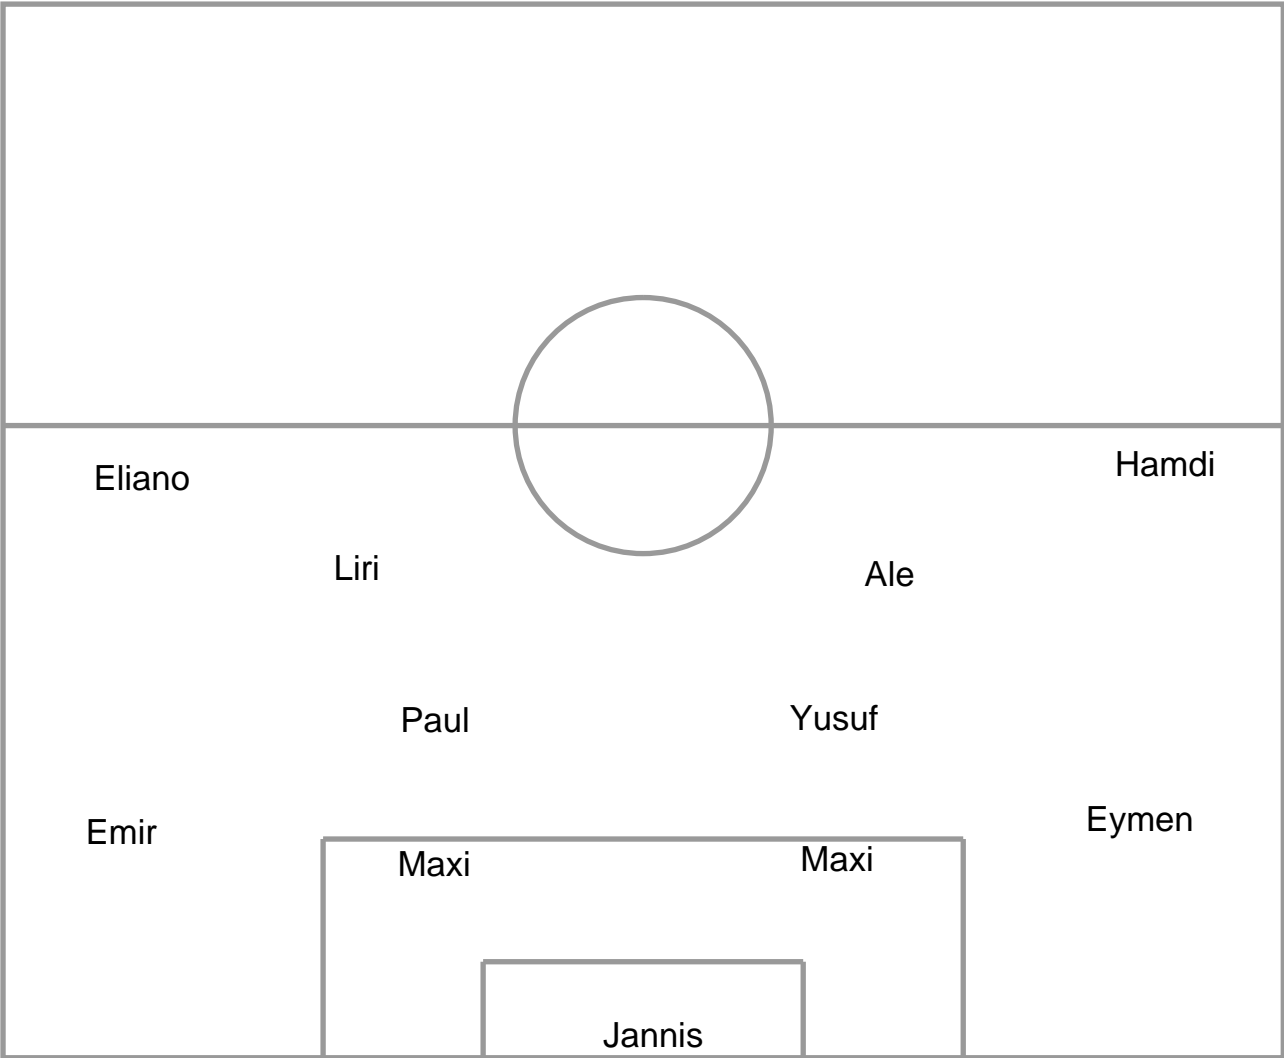 Hamdi
Eliano
Liri
Ale
Paul
Yusuf
Emir
Eymen
Maxi
Maxi
Jannis